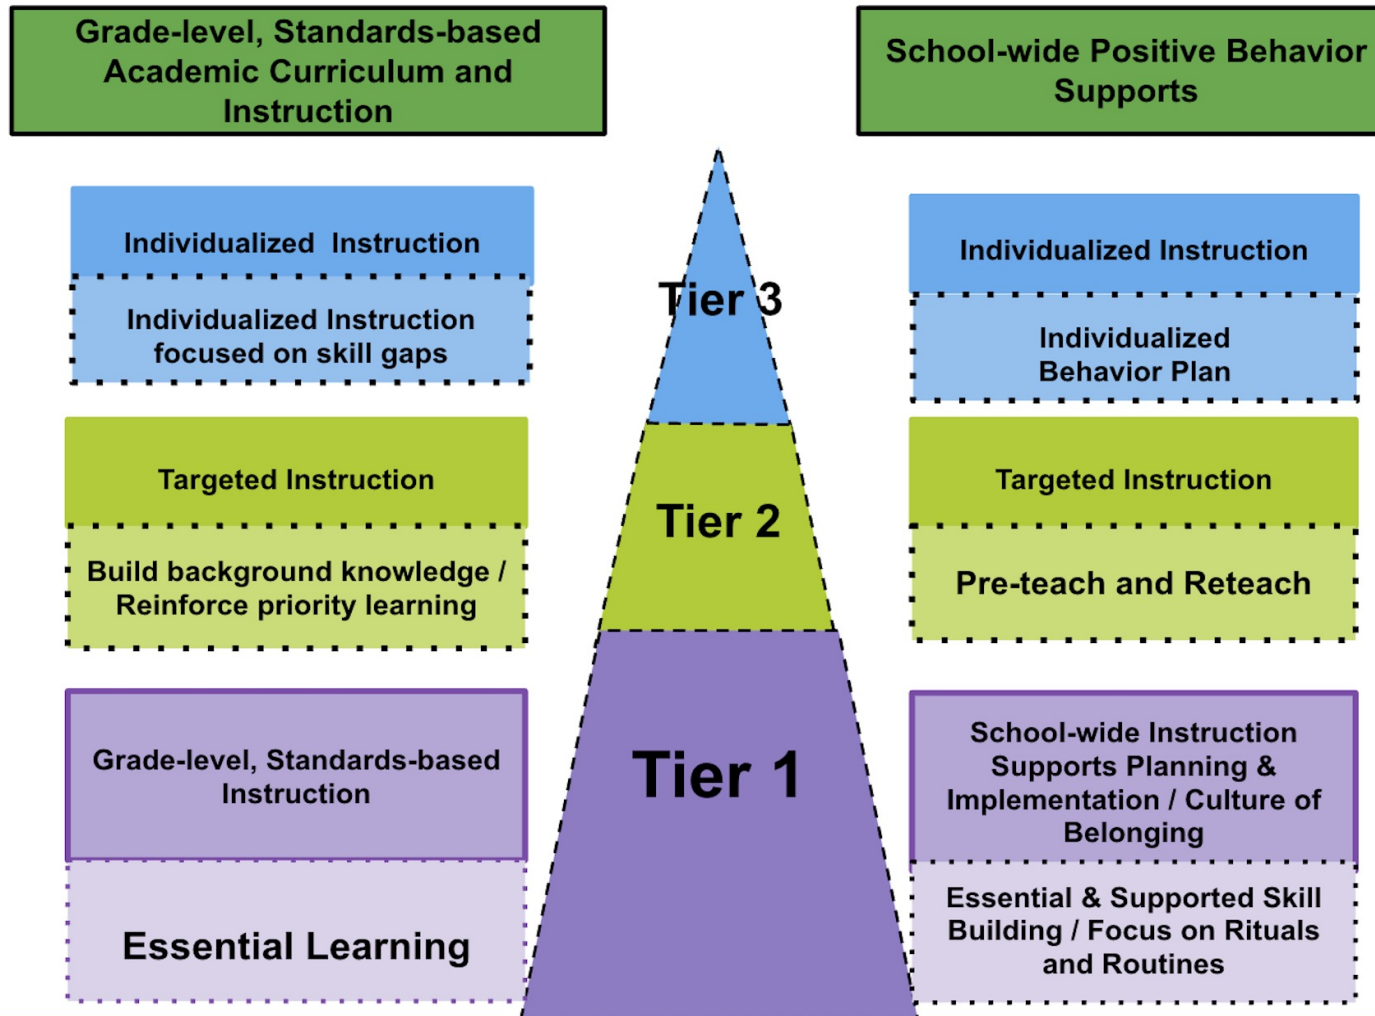 Grade-level, Standards-based
Academic Curriculum and
Instruction
School-wide Positive Behavior
Supports
Individualized  Instruction
Individualized Instruction
focused on skill gaps
Tier 3
Individualized Instruction
Individualized
Behavior Plan
Targeted Instruction
Build background knowledge /
Reinforce priority learning
Tier 2
Targeted Instruction
Pre-teach and Reteach
Grade-level, Standards-based
Instruction
Essential Learning
Tier 1
School-wide Instruction
Supports Planning &
Implementation / Culture of
Belonging
Essential & Supported Skill
Building / Focus on Rituals
and Routines